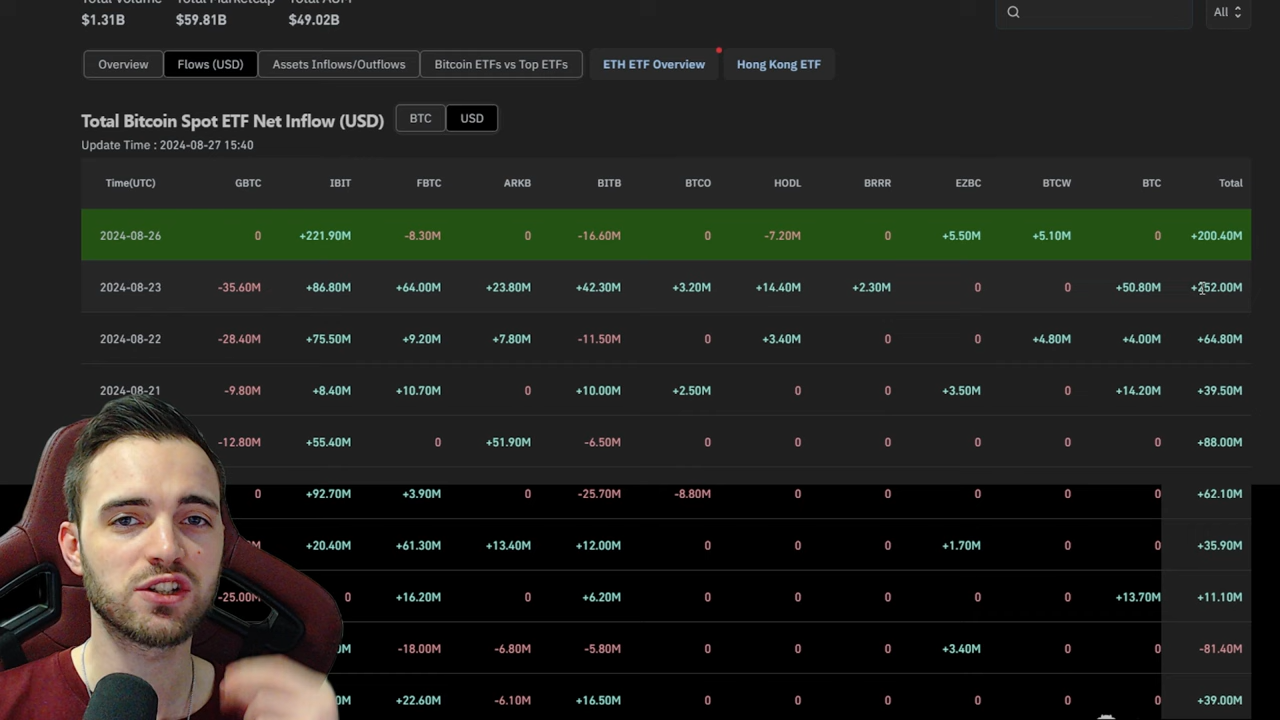 Total Volume Total Marketcap Total AUM
$1.31B $59.81B $49.02B
All
Overview Flows (USD) Assets Inflows/Outflows Bitcoin ETFs vs Top ETFs ETH ETF Overview Hong Kong ETF
Total Bitcoin Spot ETF Net Inflow (USD) BTC USD
Update Time : 2024-08-27 15:40
Time(UTC) GBTC IBIT FBTC ARKB BITB BTCO HODL BRRR EZBC BTCW BTC Total
2024-08-26 0 +221.90M -8.30M 0 -16.60M 0 -7.20M 0 +5.50M +5.10M 0 +200.40M
2024-08-23 -35.60M +86.80M +64.00M +23.80M +42.30M +3.20M +14.40M +2.30M 0 0 +50.80M +252.00M
2024-08-22 -28.40M +75.50M +9.20M +7.80M -11.50M 0 +3.40M 0 0 +4.80M +4.00M +64.80M
2024-08-21 -9.80M +8.40M +10.70M 0 +10.00M +2.50M 0 0 +3.50M 0 +14.20M +39.50M
-12.80M +55.40M 0 +51.90M -6.50M 0 0 0 0 0 0 +88.00M
0 +92.70M +3.90M 0 -25.70M -8.80M 0 0 0 0 0 +62.10M
+20.40M +61.30M +13.40M +12.00M 0 0 0 +1.70M 0 0 +35.90M
-25.00M 0 +16.20M 0 +6.20M 0 0 0 0 0 +13.70M +11.10M
-18.00M -6.80M -5.80M 0 0 0 +3.40M 0 0 -81.40M
+22.60M -6.10M +16.50M 0 0 0 0 0 0 +39.00M